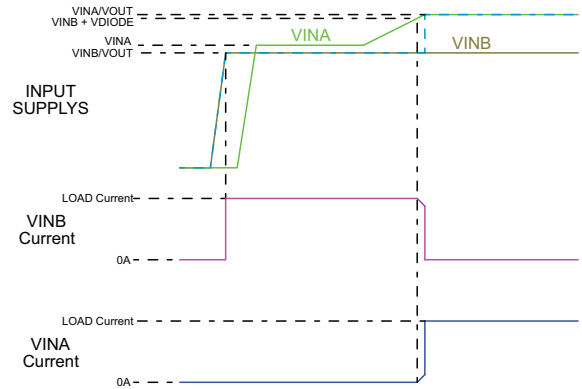 VINA/VOUT
VINB + VDIODE
VINA
VINB/VOUT
VINA
VINB
INPUT
SUPPLYS
LOAD Current
VINB
Current
0A
LOAD Current
VINA
Current
0A